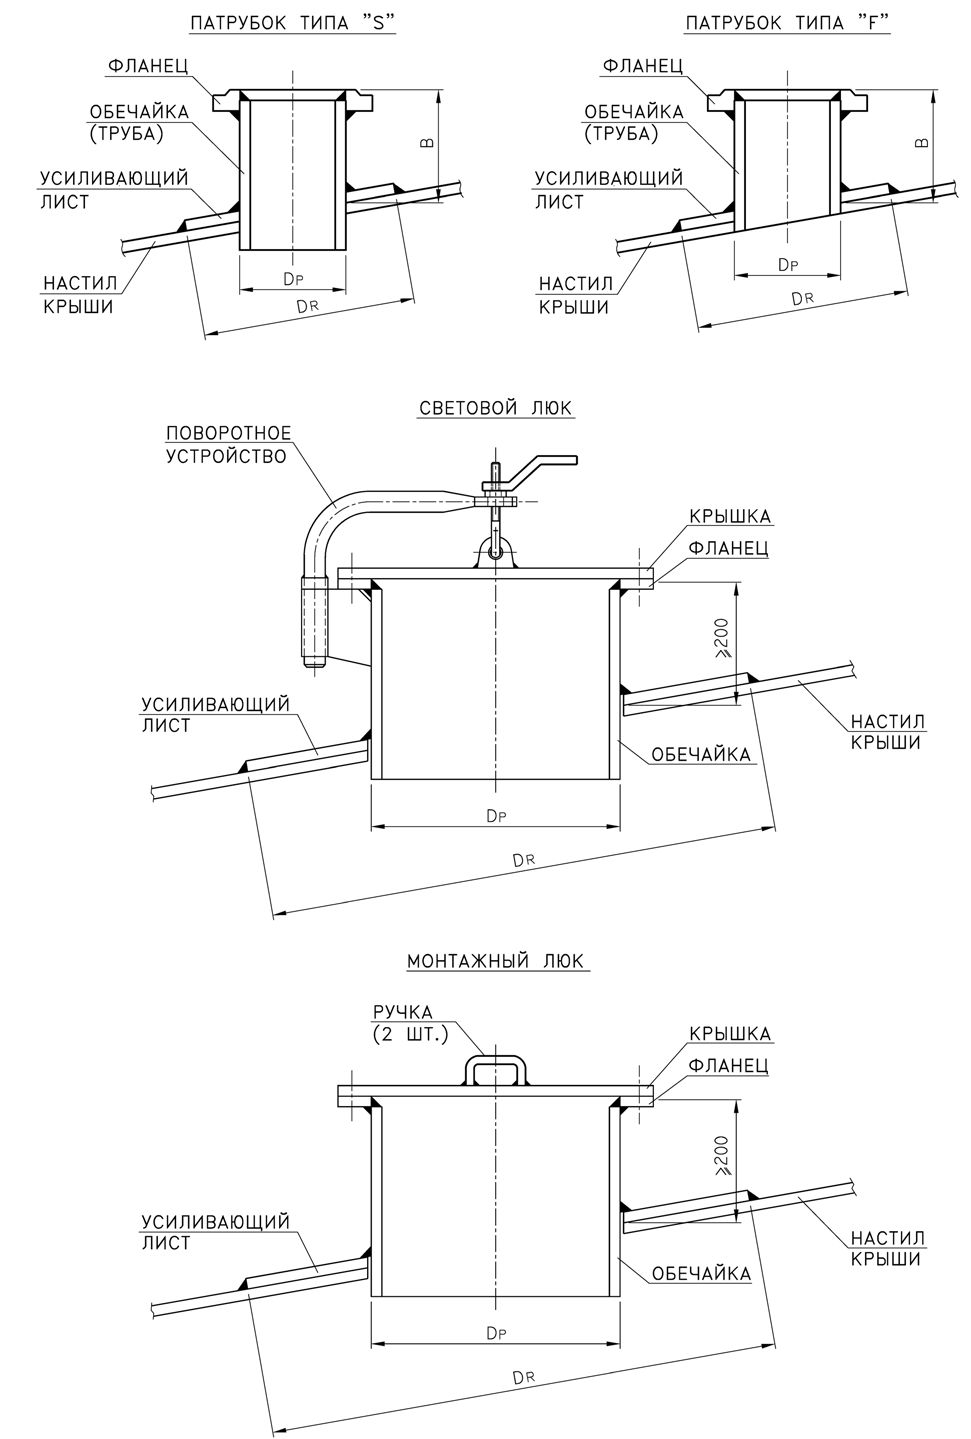 ПАТРУБОК ТИПА "S"
ФЛАНЕЦ
ОБЕЧАЙКА
(ТРУБА)
УСИЛИВАЮЩИЙ
ЛИСТ
НАСТИЛ
КРЫШИ
B
DP
DR
ПАТРУБОК ТИПА "F"
ФЛАНЕЦ
ОБЕЧАЙКА
(ТРУБА)
УСИЛИВАЮЩИЙ
ЛИСТ
НАСТИЛ
КРЫШИ
B
DP
DR
СВЕТОВОЙ ЛЮК
ПОВОРОТНОЕ
УСТРОЙСТВО
КРЫШКА
ФЛАНЕЦ
⩾200
УСИЛИВАЮЩИЙ
ЛИСТ
НАСТИЛ
КРЫШИ
ОБЕЧАЙКА
DP
DR
МОНТАЖНЫЙ ЛЮК
РУЧКА
(2 ШТ.)
КРЫШКА
ФЛАНЕЦ
⩾200
УСИЛИВАЮЩИЙ
ЛИСТ
НАСТИЛ
КРЫШИ
ОБЕЧАЙКА
DP
DR